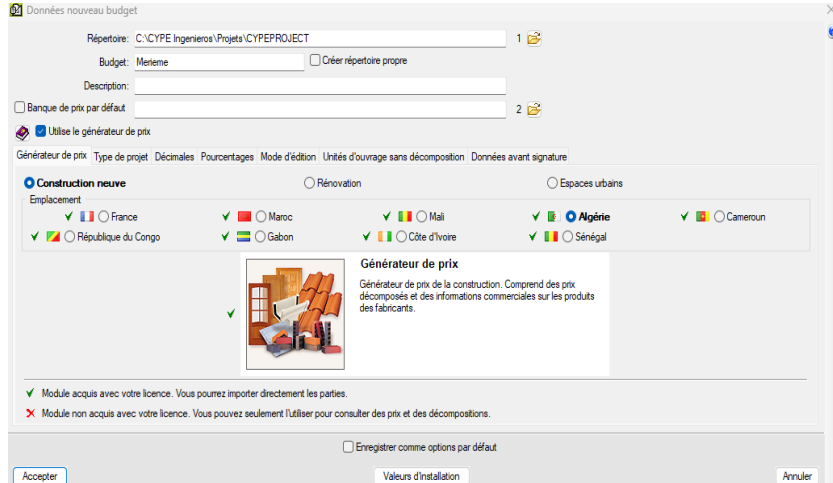 Données nouveau budget
Répertoire: C:\CYPE Ingenieros\Projets\CYPEPROJECT 1
Budget: Merieme Créer répertoire propre
Description:
Banque de prix par défaut 2
Utilise le générateur de prix
Générateur de prix Type de projet Décimales Pourcentages Mode d'édition Unités d'ouvrage sans décomposition Données avant signature
Construction neuve Rénovation Espaces urbains
Emplacement
France Maroc Mali Algérie Cameroun
République du Congo Gabon Côte d'Ivoire Sénégal
Générateur de prix
Générateur de prix de la construction. Comprend des prix
décomposés et des informations commerciales sur les produits
des fabricants.
Module acquis avec votre licence. Vous pourrez importer directement les parties.
Module non acquis avec votre licence. Vous pouvez seulement l'utiliser pour consulter des prix et des décompositions.
Enregistrer comme options par défaut
Accepter Valeurs d'installation Annuler